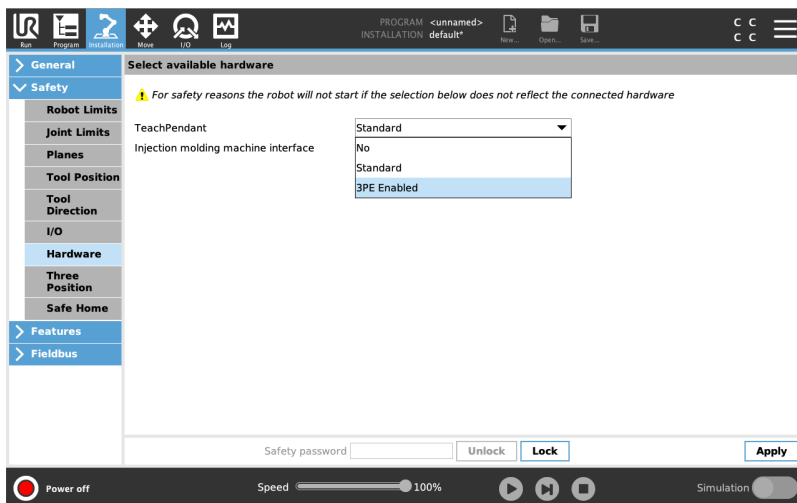 UR
PROGRAM <unnamed>
INSTALLATION default*
C C
C C
Run Program Installation Move I/O Log New... Open... Save...
General
Select available hardware
Safety
For safety reasons the robot will not start if the selection below does not reflect the connected hardware
Robot Limits
Joint Limits
Planes
Tool Position
Tool
Direction
I/O
Hardware
Three
Position
Safe Home
Features
Fieldbus
TeachPendant Standard
Injection molding machine interface No
Standard
3PE Enabled
Safety password Unlock Lock Apply
Power off Speed 100% Simulation